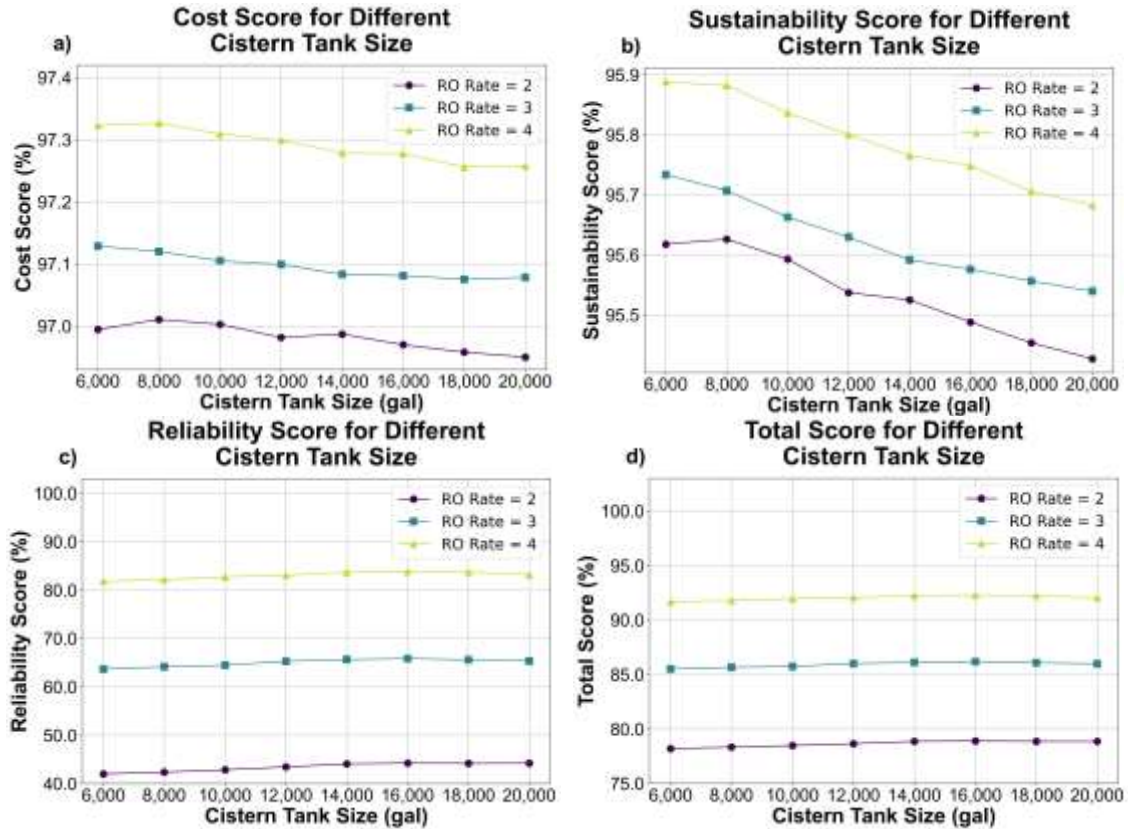 a)
Cost Score for Different
Cistern Tank Size
97.4
97.3
97.2
97.1
97.0
Cost Score (%)
RO Rate = 2
RO Rate = 3
RO Rate = 4
6,000 8,000 10,000 12,000 14,000 16,000 18,000 20,000
Cistern Tank Size (gal)
b)
Sustainability Score for Different
Cistern Tank Size
95.9
95.8
95.7
95.6
95.5
Sustainability Score (%)
RO Rate = 2
RO Rate = 3
RO Rate = 4
6,000 8,000 10,000 12,000 14,000 16,000 18,000 20,000
Cistern Tank Size (gal)
c)
Reliability Score for Different
Cistern Tank Size
100.0
90.0
80.0
70.0
60.0
50.0
40.0
Reliability Score (%)
RO Rate = 2
RO Rate = 3
RO Rate = 4
6,000 8,000 10,000 12,000 14,000 16,000 18,000 20,000
Cistern Tank Size (gal)
d)
Total Score for Different
Cistern Tank Size
100.0
95.0
90.0
85.0
80.0
75.0
Total Score (%)
RO Rate = 2
RO Rate = 3
RO Rate = 4
6,000 8,000 10,000 12,000 14,000 16,000 18,000 20,000
Cistern Tank Size (gal)